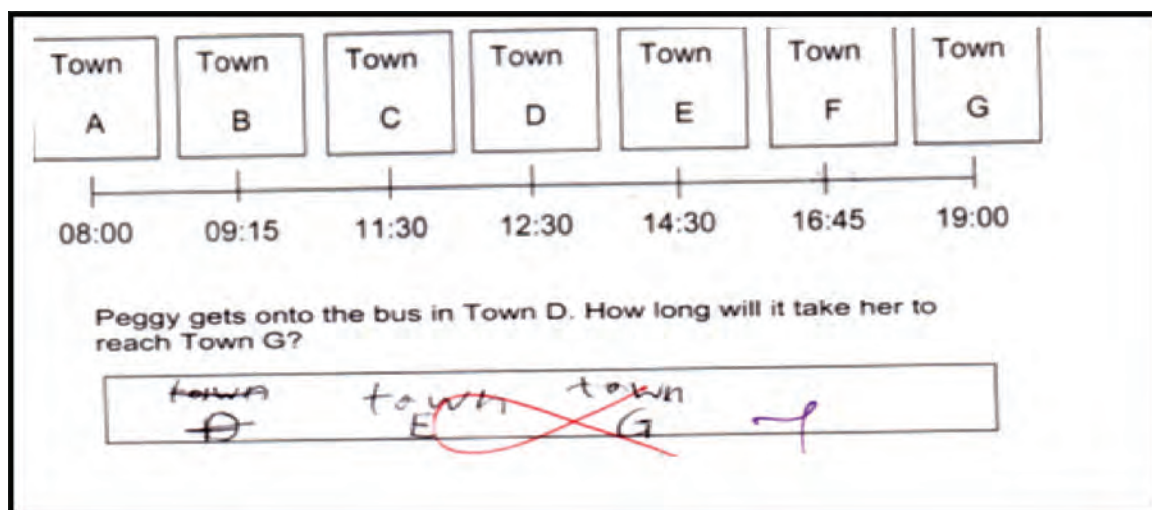 Town Town Town Town Town Town Town
A B C D E F G
08:00 09:15 11:30 12:30 14:30 16:45 19:00
Peggy gets onto the bus in Town D. How long will it take her to
reach Town G?
town town town
D E G